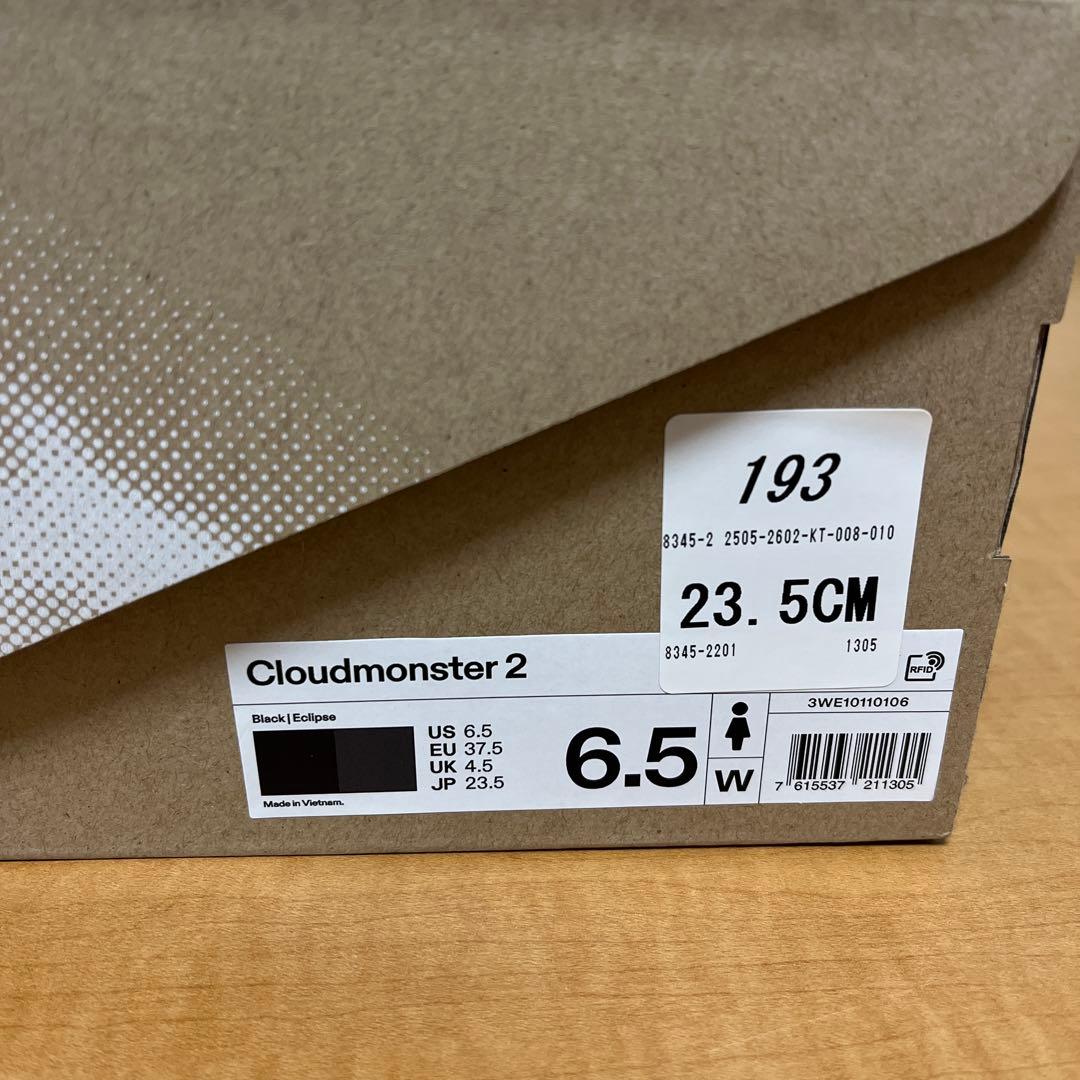 193
8345-2 2505-2602-KT-008-010
23.5CM
8345-2201 1305
Cloudmonster 2
RFID
Black | Eclipse
US 6.5
EU 37.5
UK 4.5
JP 23.5
Made in Vietnam.
6.5
W
3WE10110106
7 615537 211305